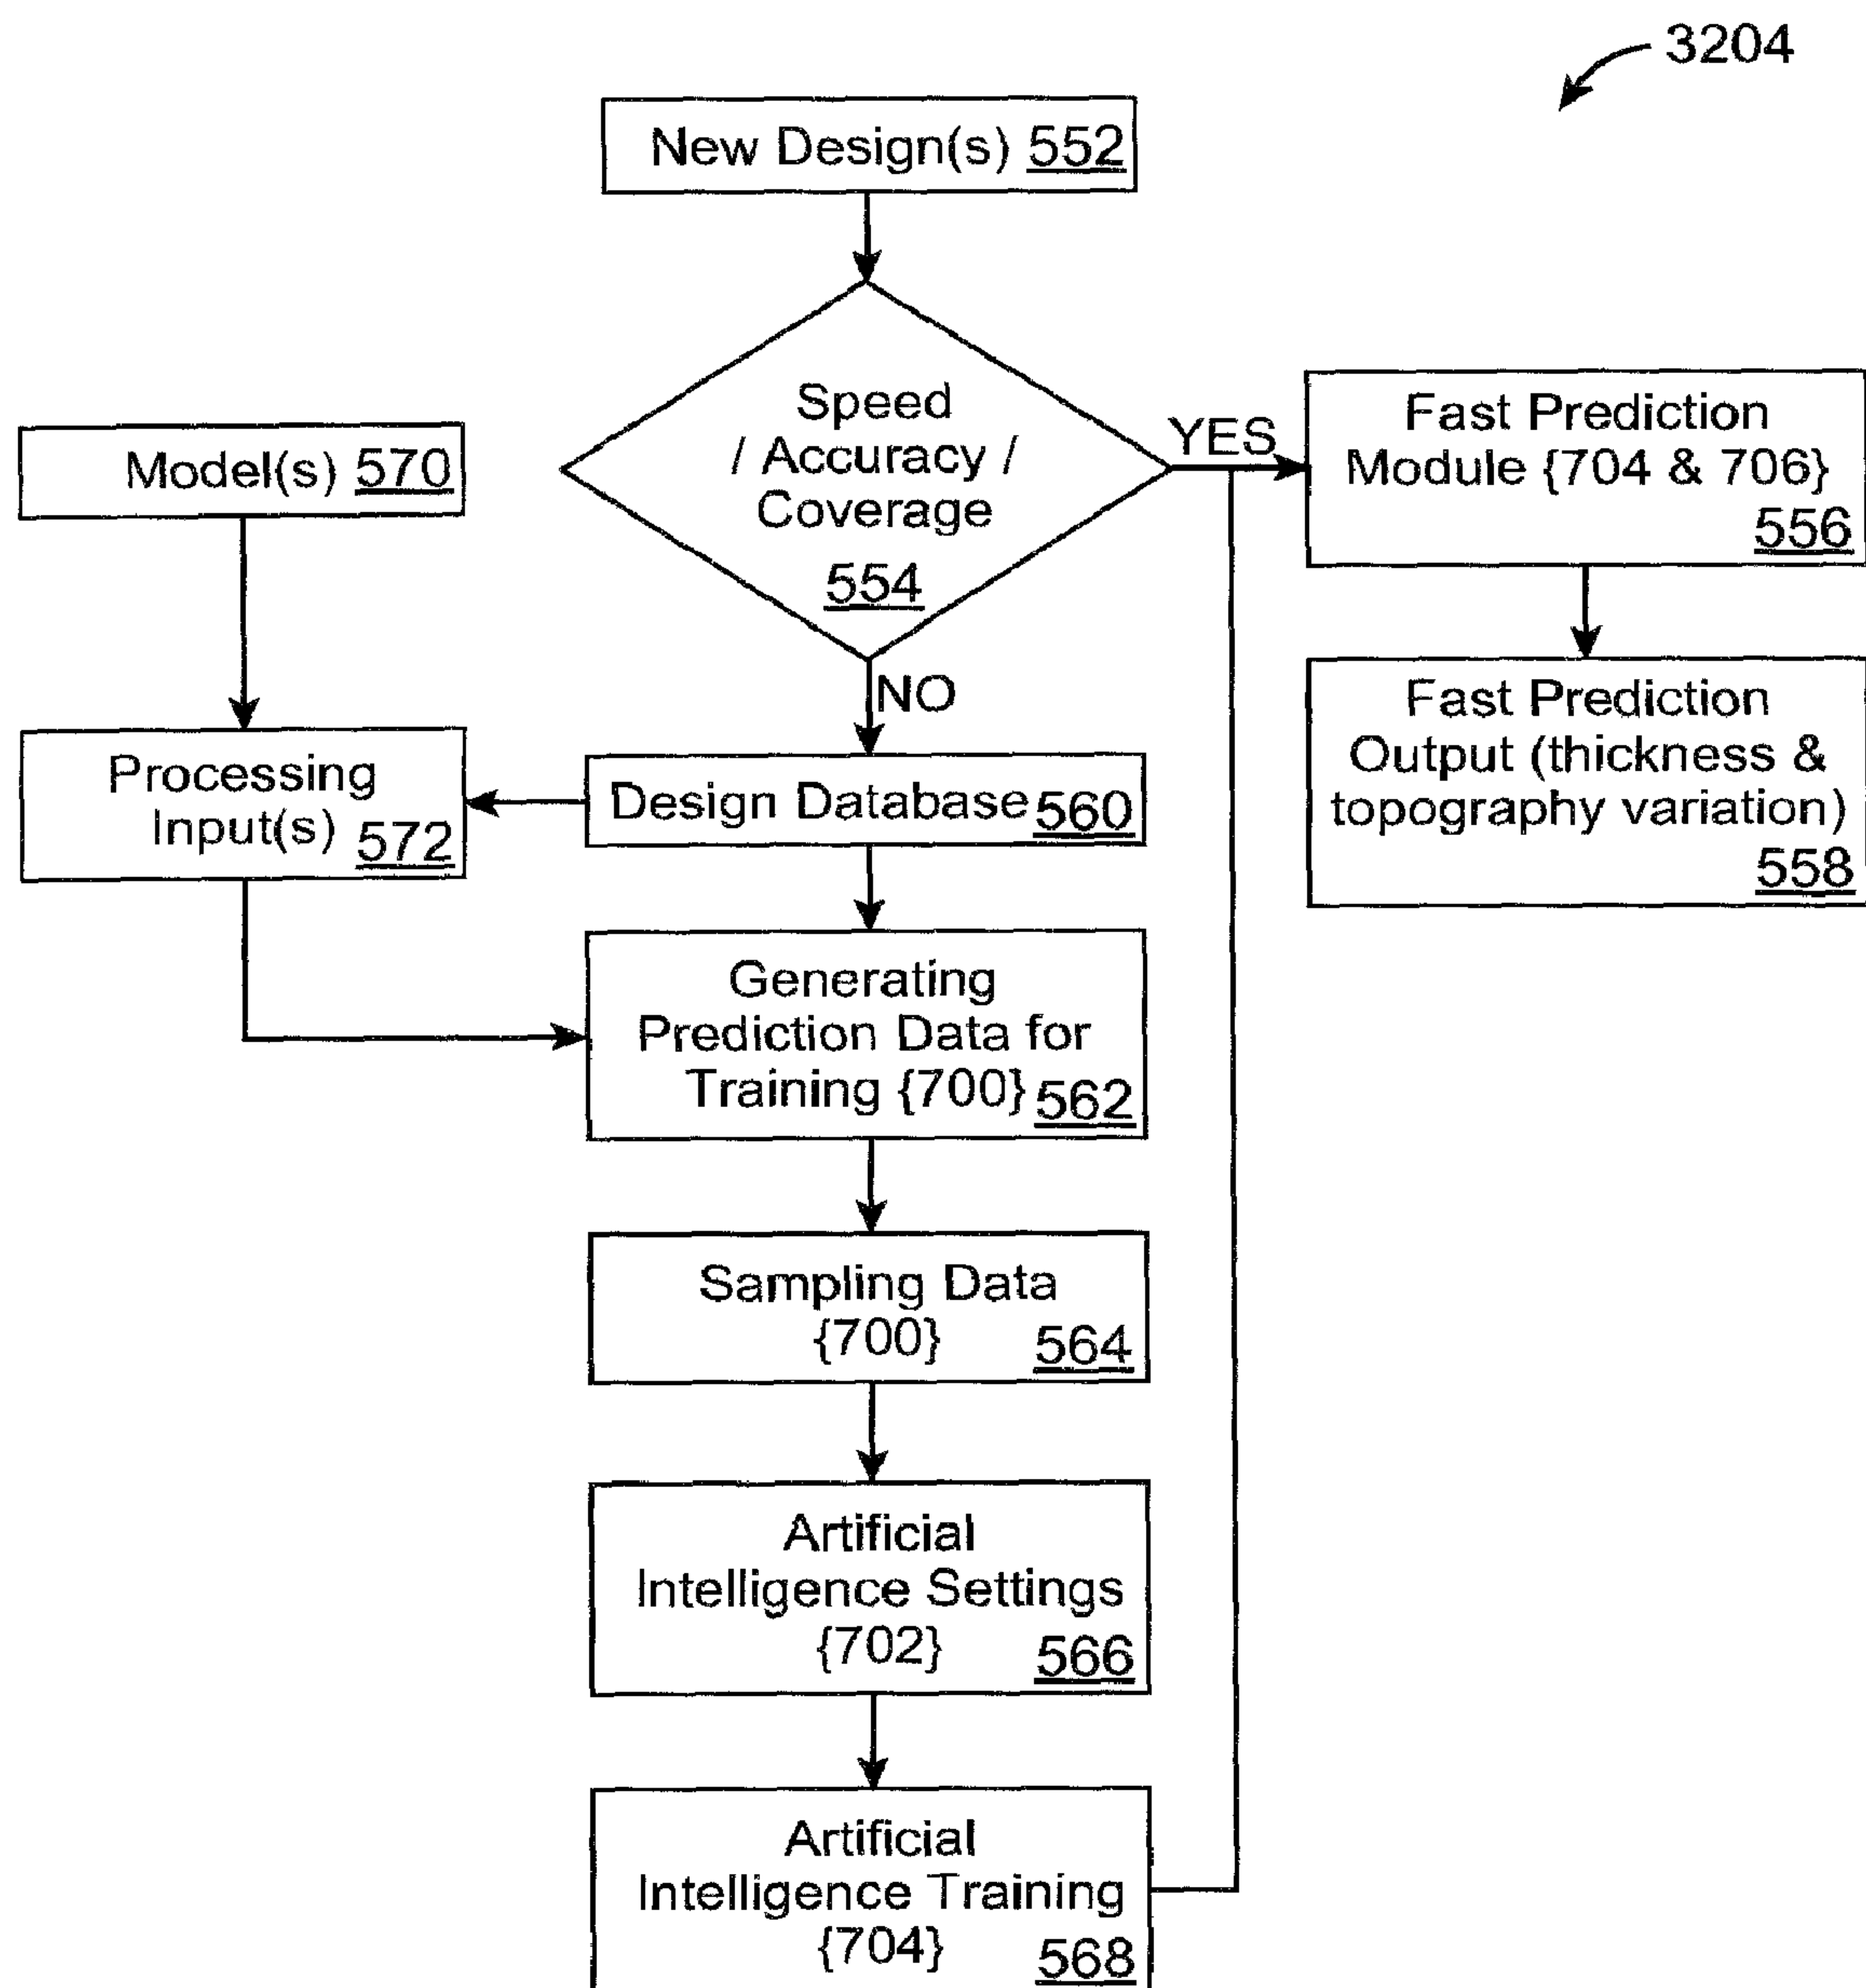 3204
New Design(s) 552
Speed
/ Accuracy /
Coverage
554
YES
NO
Fast Prediction
Module {704 & 706}
556
Fast Prediction
Output (thickness &
topography variation)
558
Model(s) 570
Processing
Input(s) 572
Design Database 560
Generating
Prediction Data for
Training {700} 562
Sampling Data
{700} 564
Artificial
Intelligence Settings
{702} 566
Artificial
Intelligence Training
{704} 568